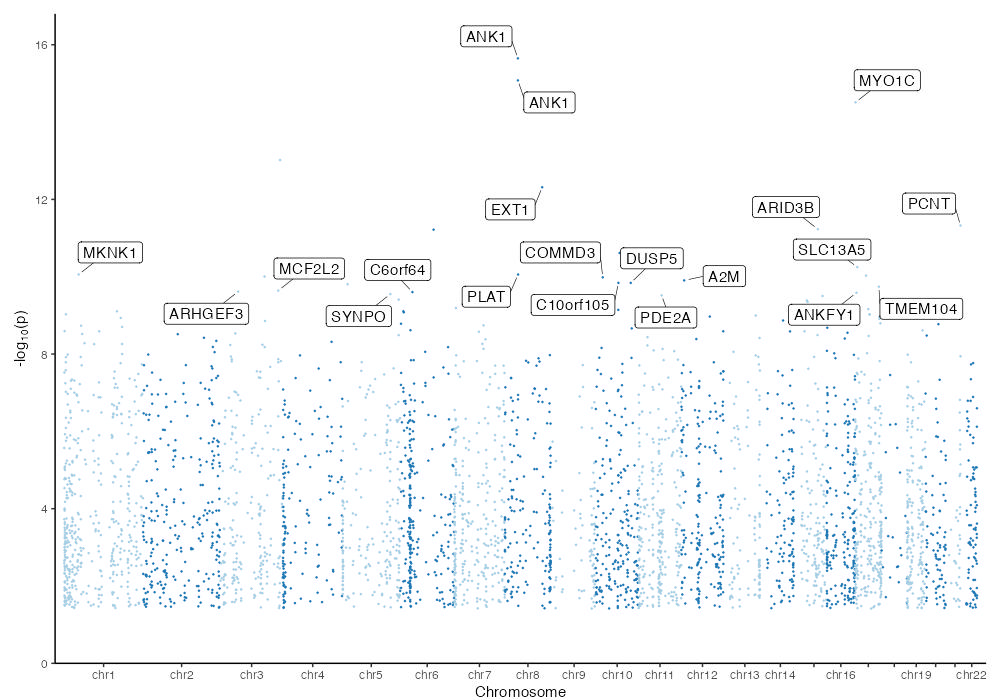 16
12
8
4
0
-log10(p)
ANK1
ANK1
MYO1C
EXT1
ARID3B
PCNT
MKNK1
MCF2L2
C6orf64
COMMD3
DUSP5
SLC13A5
A2M
PLAT
C10orf105
ARHGEF3
SYNPO
PDE2A
ANKFY1
TMEM104
chr1 chr2 chr3 chr4 chr5 chr6 chr7 chr8 chr9 chr10 chr11 chr12 chr13 chr14 chr16 chr19 chr22
Chromosome